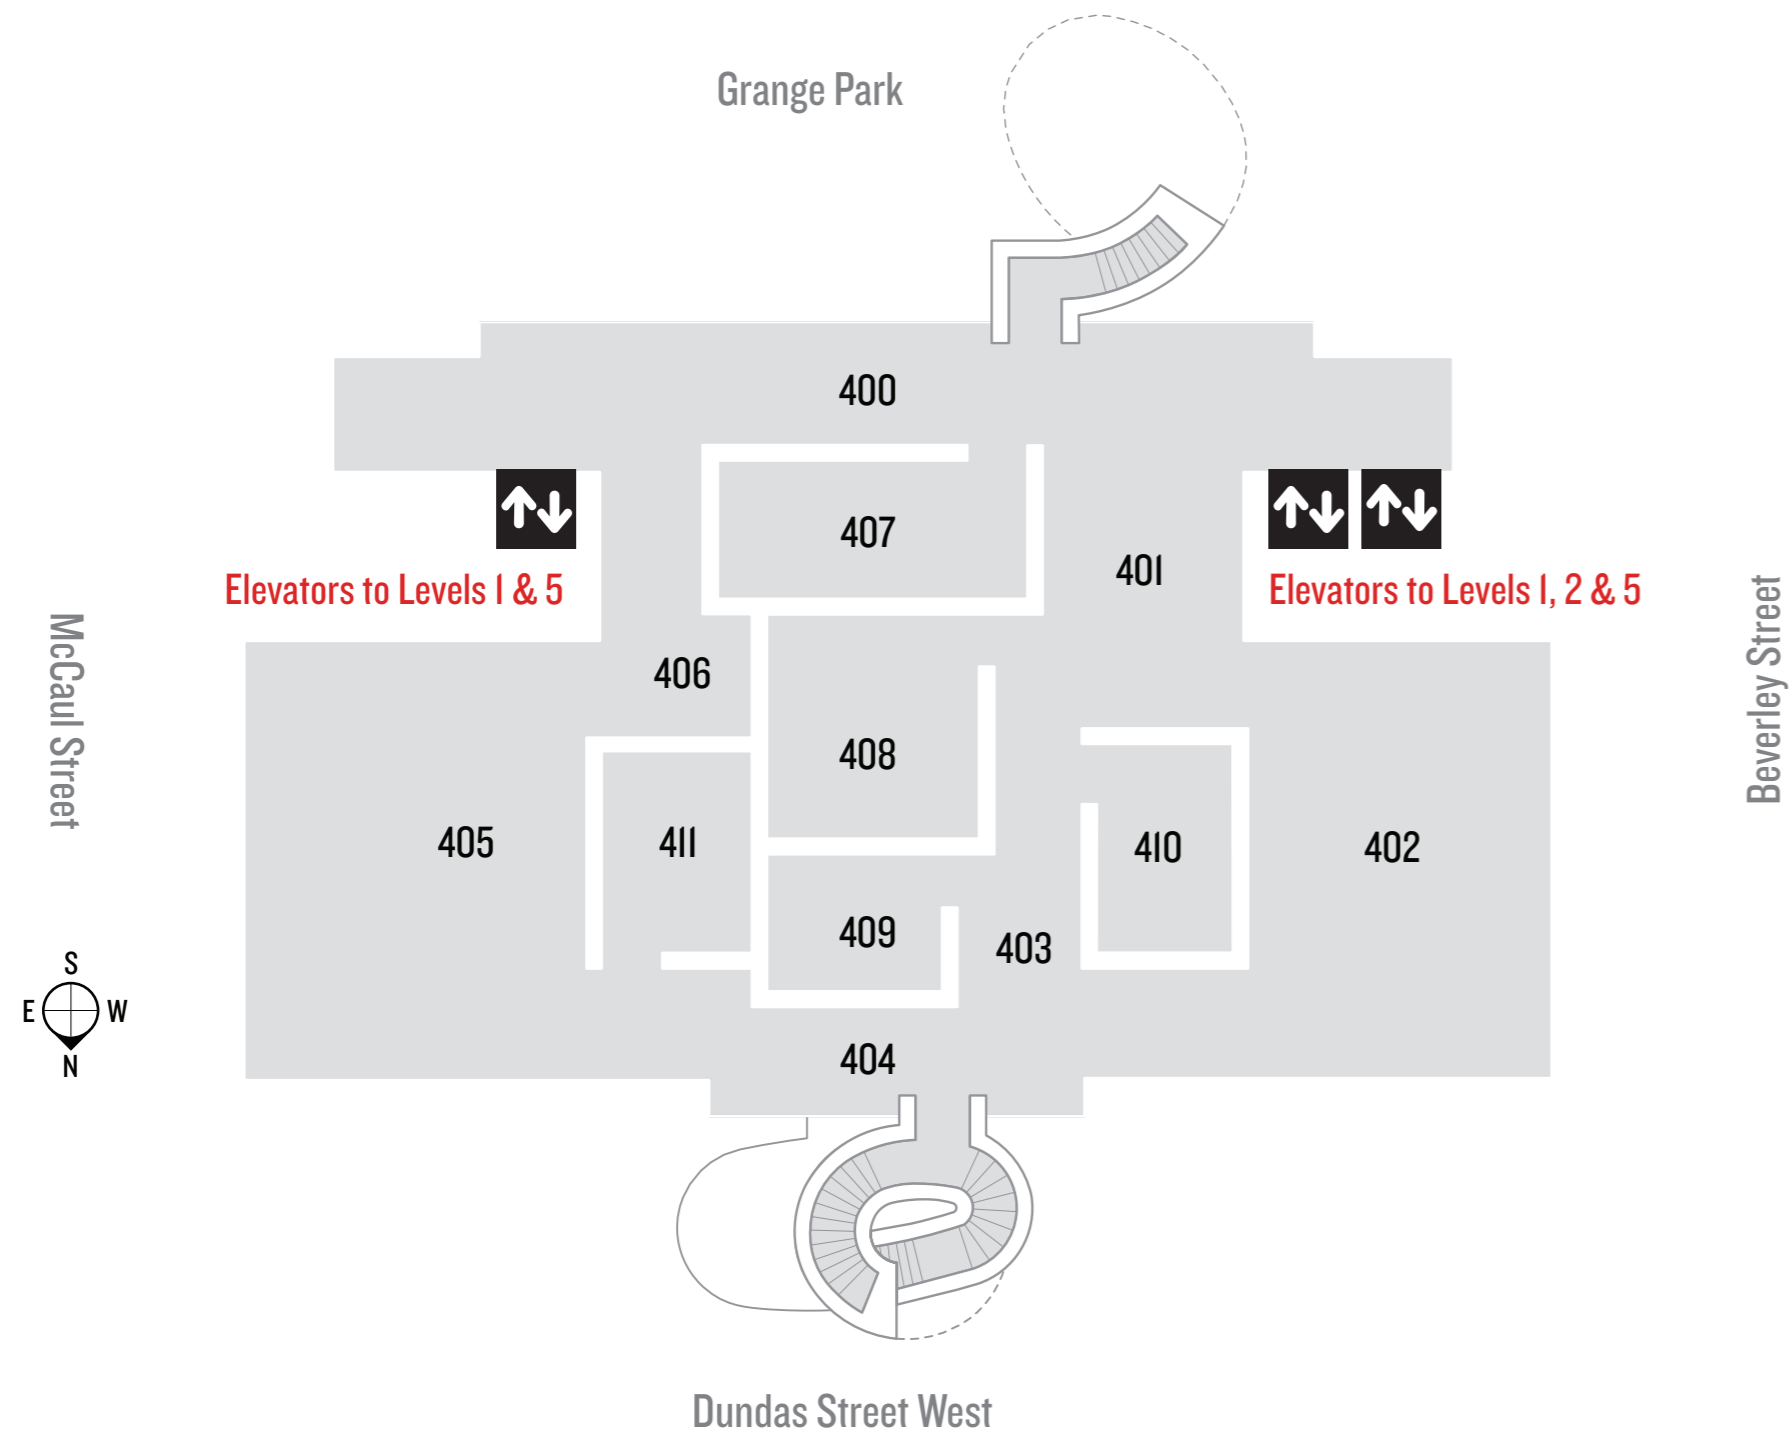 Grange Park
400
407
401
Elevators to Levels 1 & 5
Elevators to Levels 1, 2 & 5
McCaul Street
Beverley Street
406
408
405
411
410
402
409
403
S
E W
N
404
Dundas Street West